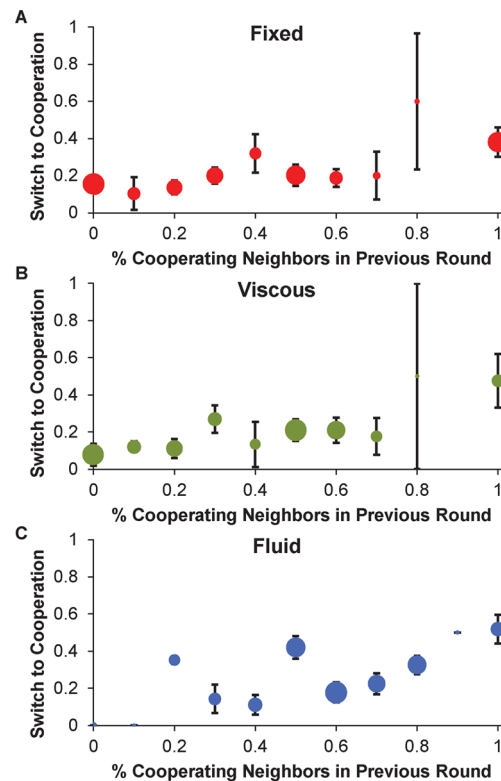 A
Fixed
Switch to Cooperation
1
0.8
0.6
0.4
0.2
0
0 0.2 0.4 0.6 0.8 1
% Cooperating Neighbors in Previous Round
B
Viscous
Switch to Cooperation
1
0.8
0.6
0.4
0.2
0
0 0.2 0.4 0.6 0.8 1
% Cooperating Neighbors in Previous Round
C
Fluid
Switch to Cooperation
1
0.8
0.6
0.4
0.2
0
0 0.2 0.4 0.6 0.8 1
% Cooperating Neighbors in Previous Round